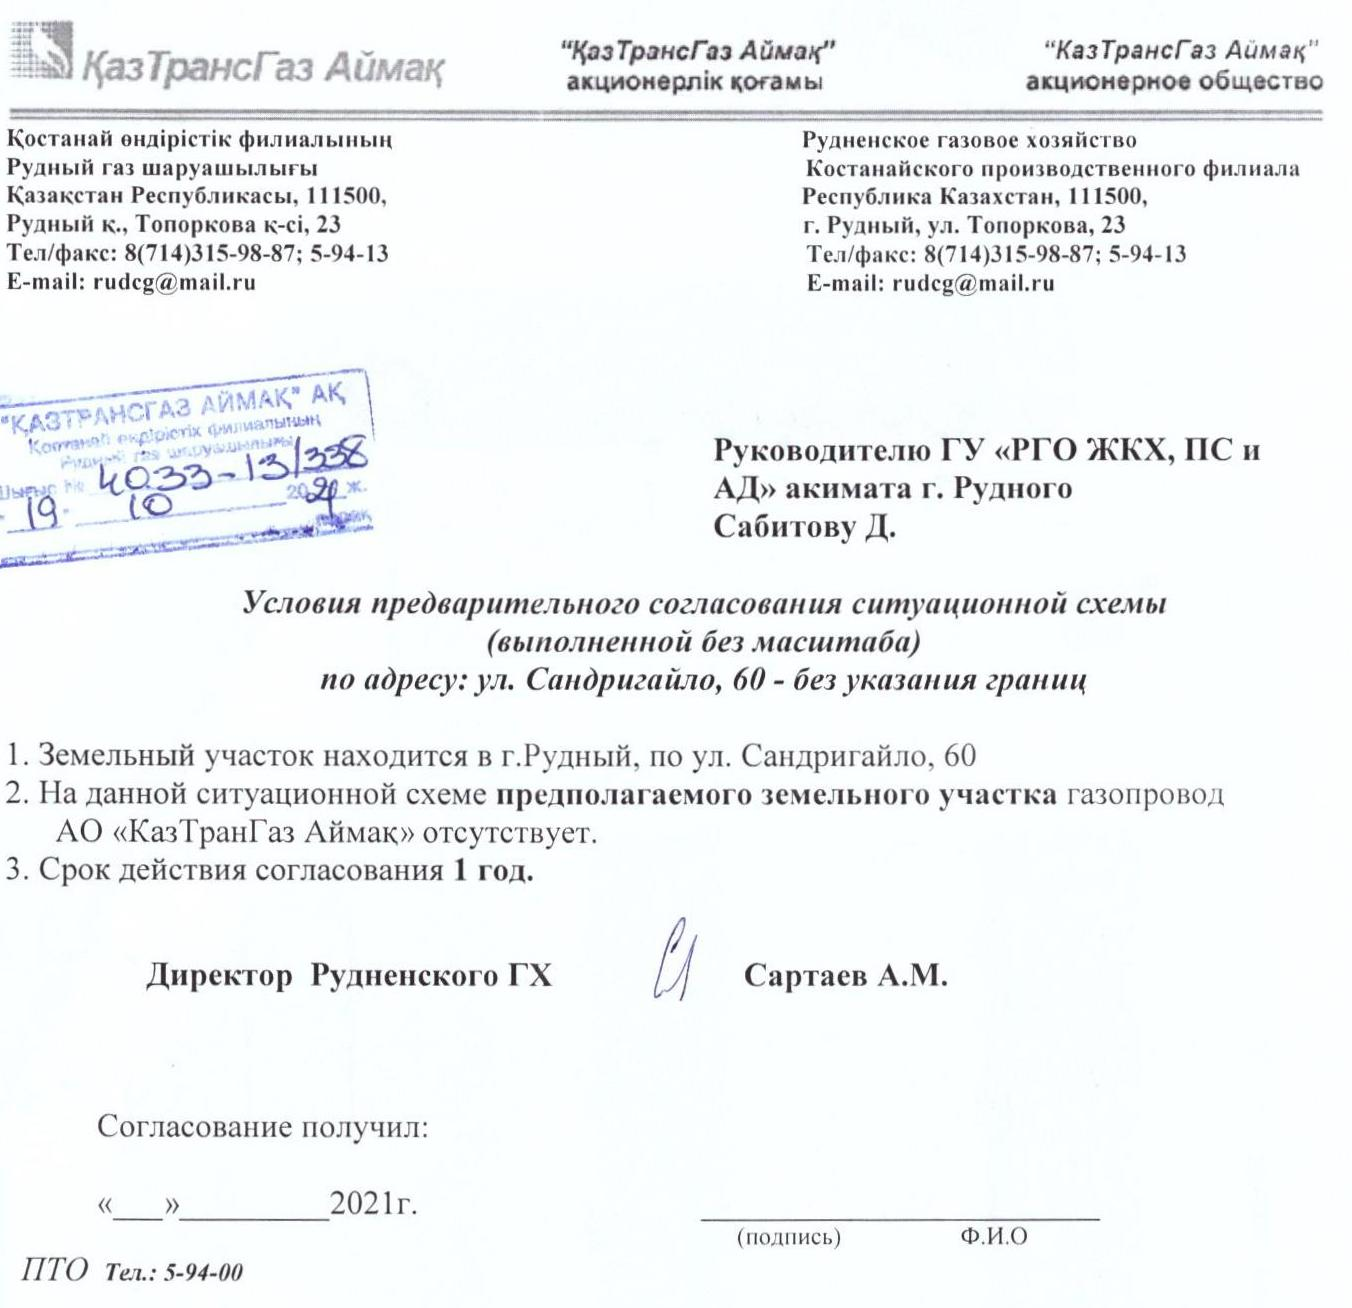 ҚазТрансГаз Аймақ
"ҚазТрансГаз Аймақ"
акционерлік қоғамы
"КазТрансГаз Аймақ"
акционерное общество
Қостанай өндірістік филиалының
Рудный газ шаруашылығы
Қазақстан Республикасы, 111500,
Рудный қ., Топоркова қ-сі, 23
Тел/факс: 8(714)315-98-87; 5-94-13
E-mail: rudcg@mail.ru
Рудненское газовое хозяйство
Костанайского производственного филиала
Республика Казахстан, 111500,
г. Рудный, ул. Топоркова, 23
Тел/факс: 8(714)315-98-87; 5-94-13
E-mail: rudcg@mail.ru
"ҚАЗТРАНСГАЗ АЙМАҚ" АҚ
Қостанай өндірістік филиалының
Рудный газ шаруашылығы
Шығыс № 4033-13/338
19 10 2021 ж.
Руководителю ГУ «РГО ЖКХ, ПС и
АД» акимата г. Рудного
Сабитову Д.
Условия предварительного согласования ситуационной схемы
(выполненной без масштаба)
по адресу: ул. Сандригайло, 60 - без указания границ
1. Земельный участок находится в г.Рудный, по ул. Сандригайло, 60
2. На данной ситуационной схеме предполагаемого земельного участка газопровод
АО «КазТранГаз Аймақ» отсутствует.
3. Срок действия согласования 1 год.
Директор Рудненского ГХ Сартаев А.М.
Согласование получил:
«___»_________2021г.
(подпись) Ф.И.О
ПТО Тел.: 5-94-00